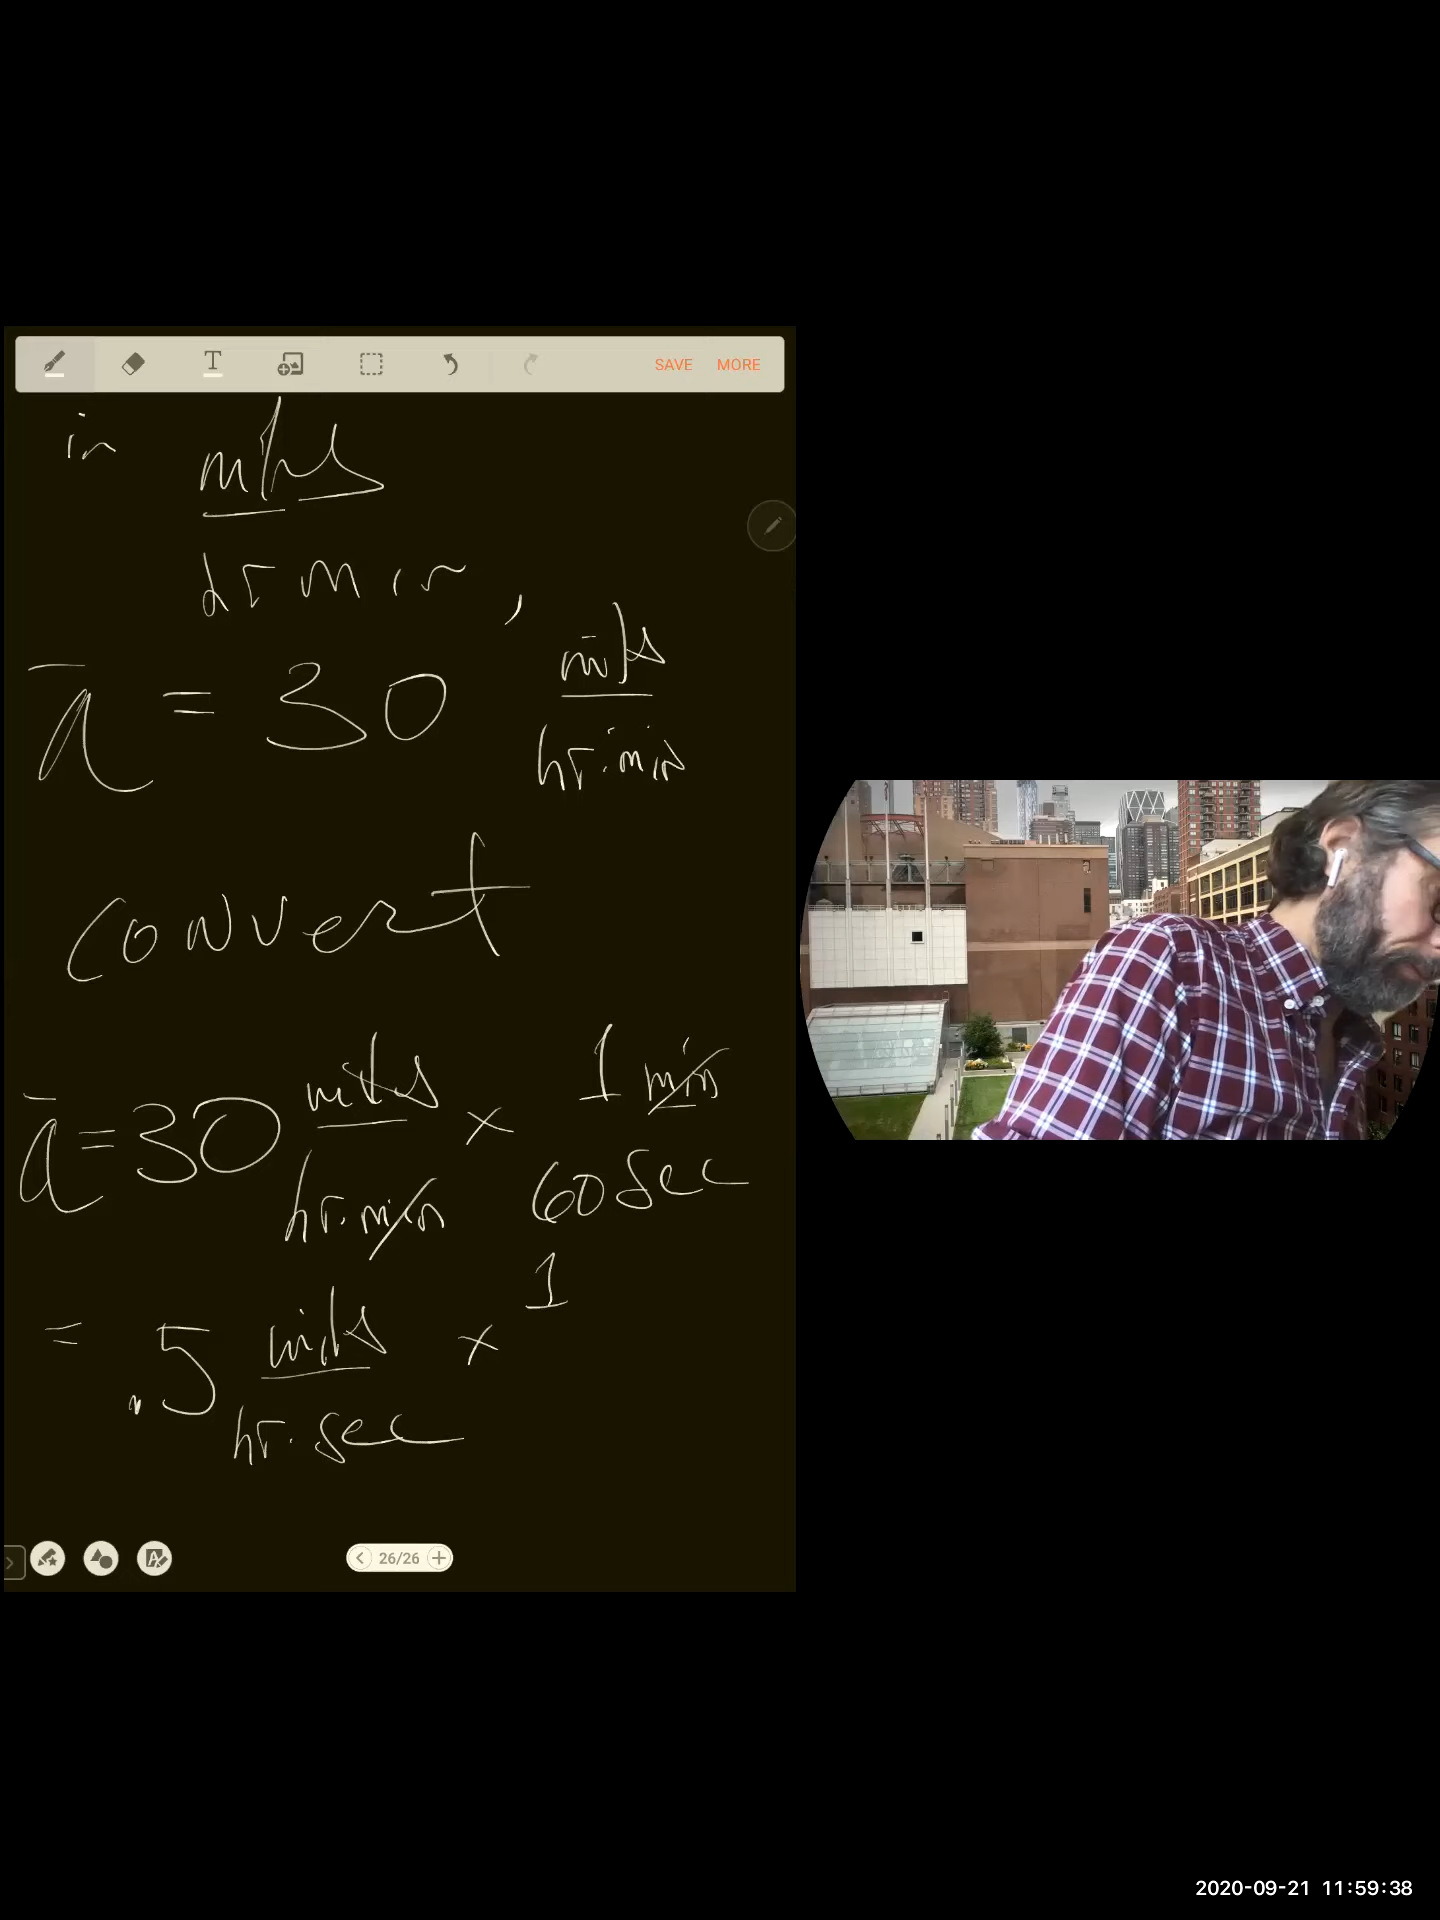 T SAVE MORE
in miles
hr min,
a = 30 miles
hr·min
convert
a = 30 miles × 1 min
hr·min 60 sec
= .5 miles × 1
hr·sec
A
26/26
2020-09-21 11:59:38